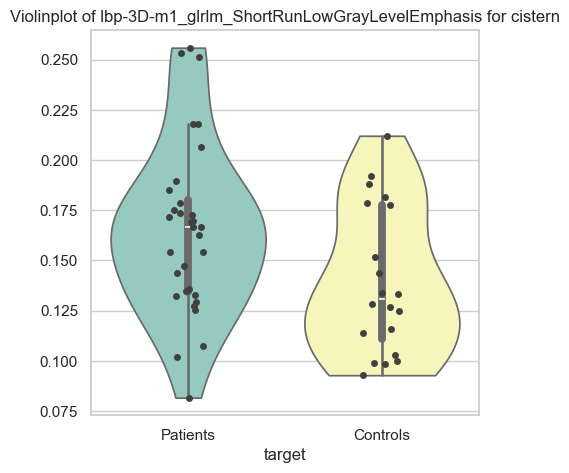 Violinplot of lbp-3D-m1_glrlm_ShortRunLowGrayLevelEmphasis for cistern
0.250
0.225
0.200
0.175
0.150
0.125
0.100
0.075
Patients
Controls
target